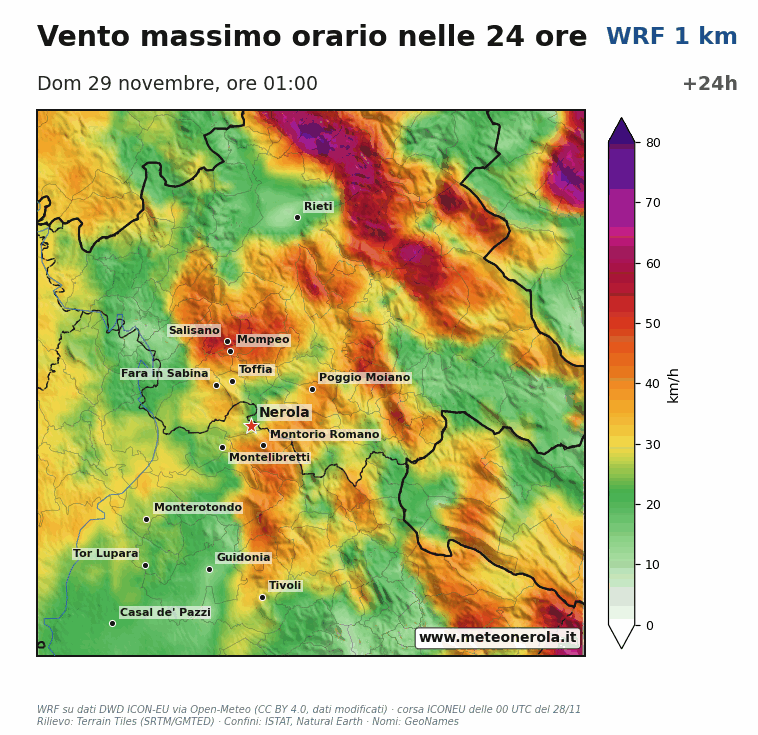 Vento massimo orario nelle 24 ore WRF 1 km
Dom 29 novembre, ore 01:00 +24h
Rieti
Salisano
Mompeo
Fara in Sabina
Toffia
Poggio Moiano
Nerola
Montorio Romano
Montelibretti
Monterotondo
Tor Lupara
Guidonia
Tivoli
Casal de' Pazzi
www.meteonerola.it
80
70
60
50
40
30
20
10
0
km/h
WRF su dati DWD ICON-EU via Open-Meteo (CC BY 4.0, dati modificati) · corsa ICONEU delle 00 UTC del 28/11
Rilievo: Terrain Tiles (SRTM/GMTED) · Confini: ISTAT, Natural Earth · Nomi: GeoNames